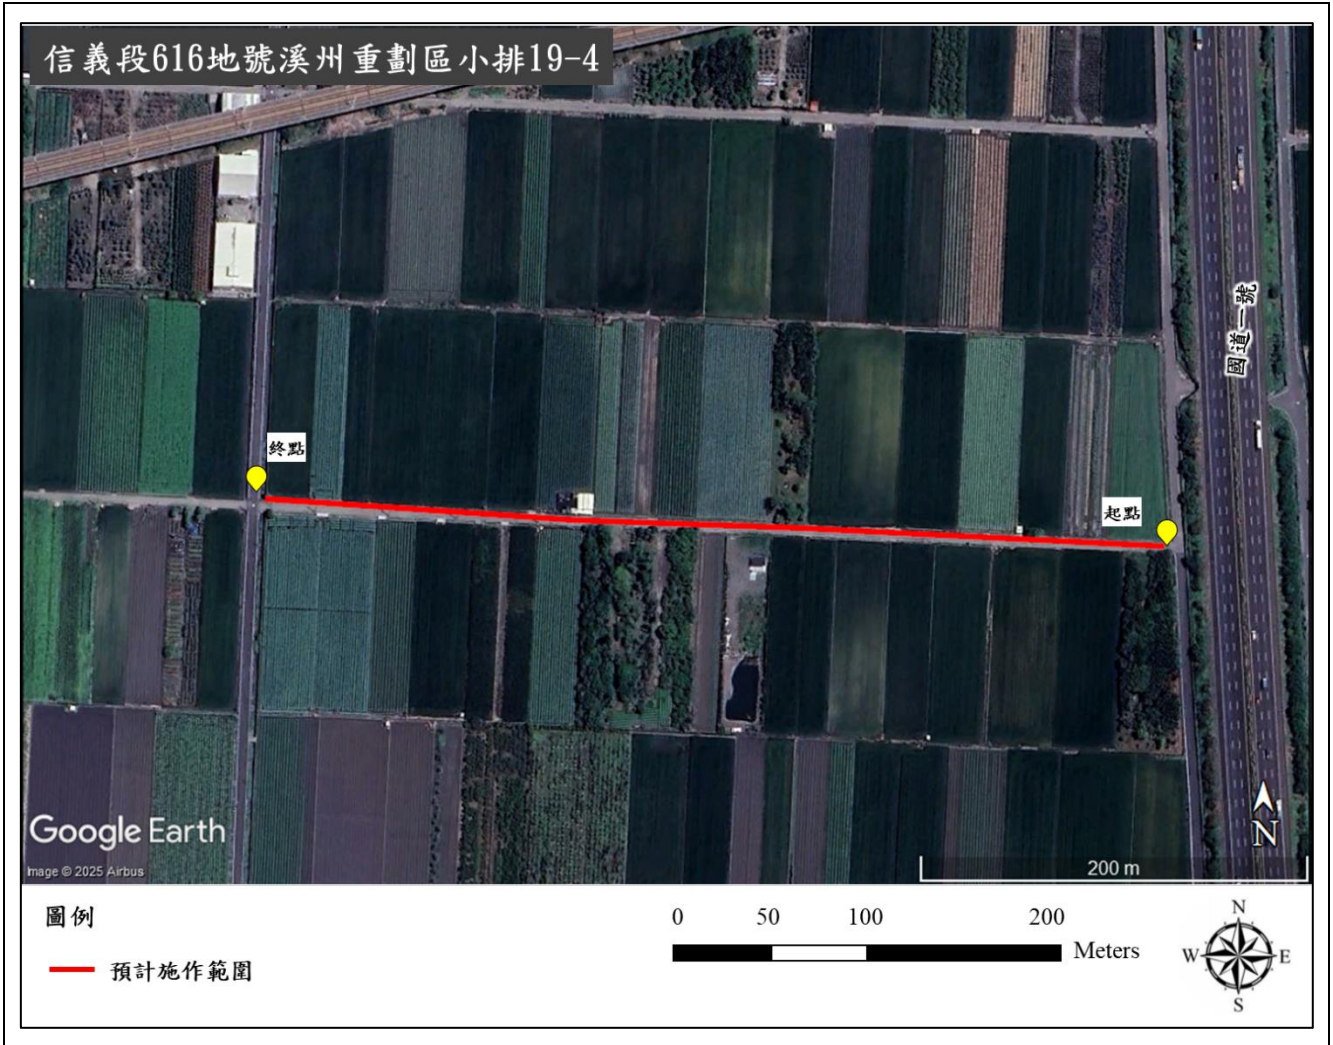 信義段616地號溪州重劃區小排19-4
國道一號
終點
起點
Google Earth
Image © 2025 Airbus
N
200 m
圖例
預計施作範圍
0 50 100 200
Meters
N
W E
S